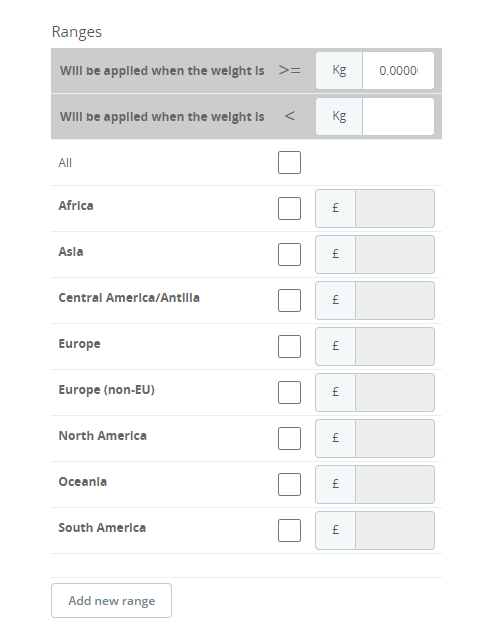 Ranges
Will be applied when the weight is >= Kg 0.0000
Will be applied when the weight is < Kg
All
Africa £
Asia £
Central America/Antilla £
Europe £
Europe (non-EU) £
North America £
Oceania £
South America £
Add new range